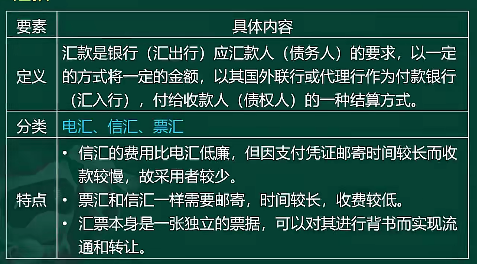 要素 具体内容
定义
汇款是银行（汇出行）应汇款人（债务人）的要求，以一定
的方式将一定的金额，以其国外联行或代理行作为付款银行
（汇入行），付给收款人（债权人）的一种结算方式。
分类 电汇、信汇、票汇
特点
• 信汇的费用比电汇低廉，但因支付凭证邮寄时间较长而收
款较慢，故采用者较少。
• 票汇和信汇一样需要邮寄，时间较长，收费较低。
• 汇票本身是一张独立的票据，可以对其进行背书而实现流
通和转让。